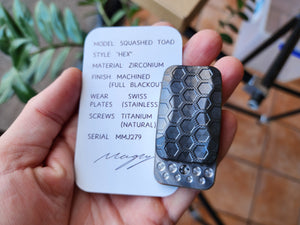 MODEL SQUASHED TOAD
STYLE "HEX"
MATERIAL ZIRCONIUM
FINISH MACHINED
(FULL BLACKOUT)
WEAR SWISS
PLATES (STAINLESS)
SCREWS TITANIUM
(NATURAL)
SERIAL MMJ279